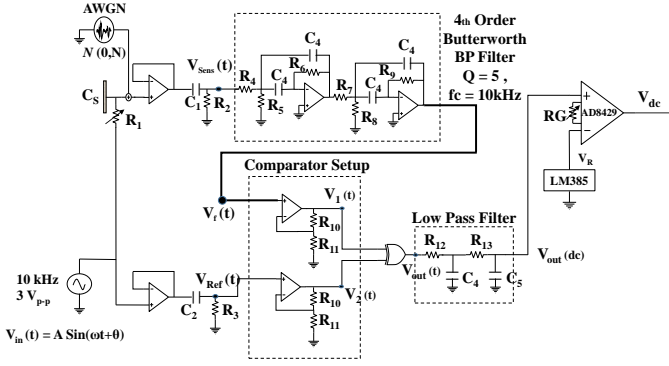 AWGN
N (0,N)
CS
R1
C1
VSens (t)
R2
R4
R5
C4
C4
R6
R7
R8
C4
C4
R9
4th Order
Butterworth
BP Filter
Q = 5 ,
fc = 10kHz
RG
AD8429
Vdc
VR
LM385
Comparator Setup
Vf (t)
V1 (t)
R10
R11
Low Pass Filter
R12
R13
Vout (t)
C4
C5
Vout (dc)
10 kHz
3 Vp-p
VRef (t)
C2
R3
V2 (t)
R10
R11
Vin (t) = A Sin(ωt+θ)